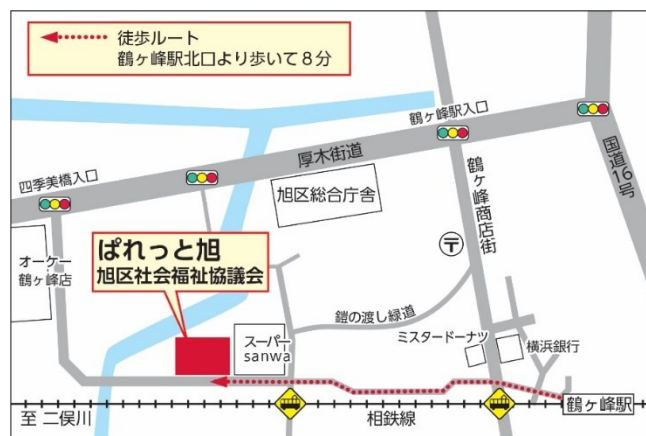 徒歩ルート
鶴ヶ峰駅北口より歩いて８分
鶴ヶ峰駅入口
厚木街道
国道16号
四季美橋入口
旭区総合庁舎
鶴ヶ峰商店街
〒
ぱれっと旭
旭区社会福祉協議会
オーケー
鶴ヶ峰店
鎧の渡し緑道
スーパー
sanwa
ミスタードーナツ
横浜銀行
鶴ヶ峰駅
至 二俣川
相鉄線